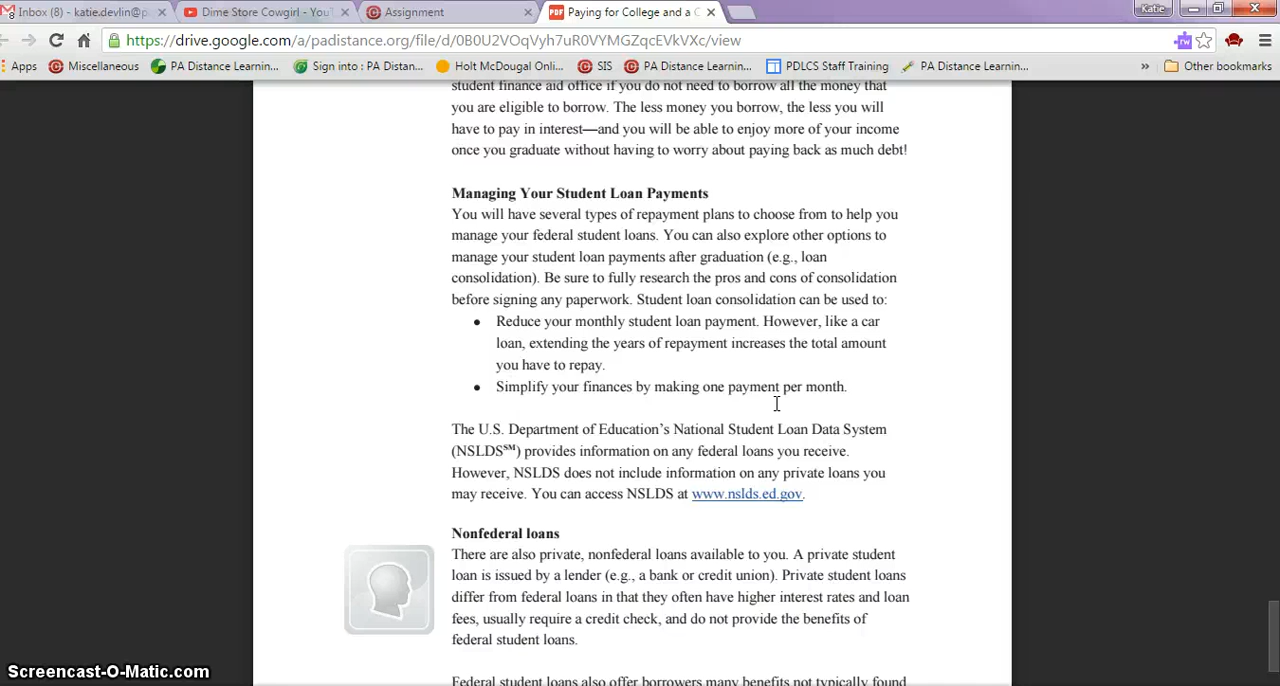 Inbox (8) - katie.devlin@p
Dime Store Cowgirl - YouT
Assignment
PDF
Paying for College and a C
Katie
https://drive.google.com/a/padistance.org/file/d/0B0U2VOqVyh7uR0VYMGZqcEVkVXc/view
rw
Apps
Miscellaneous
PA Distance Learning...
Sign into : PA Distan...
Holt McDougal Onli...
SIS
PA Distance Learnin...
PDLCS Staff Training
PA Distance Learnin...
»
Other bookmarks
student finance aid office if you do not need to borrow all the money that
you are eligible to borrow. The less money you borrow, the less you will
have to pay in interest—and you will be able to enjoy more of your income
once you graduate without having to worry about paying back as much debt!
Managing Your Student Loan Payments
You will have several types of repayment plans to choose from to help you
manage your federal student loans. You can also explore other options to
manage your student loan payments after graduation (e.g., loan
consolidation). Be sure to fully research the pros and cons of consolidation
before signing any paperwork. Student loan consolidation can be used to:
• Reduce your monthly student loan payment. However, like a car
loan, extending the years of repayment increases the total amount
you have to repay.
• Simplify your finances by making one payment per month.
The U.S. Department of Education’s National Student Loan Data System
(NSLDS℠) provides information on any federal loans you receive.
However, NSLDS does not include information on any private loans you
may receive. You can access NSLDS at www.nslds.ed.gov.
Nonfederal loans
There are also private, nonfederal loans available to you. A private student
loan is issued by a lender (e.g., a bank or credit union). Private student loans
differ from federal loans in that they often have higher interest rates and loan
fees, usually require a credit check, and do not provide the benefits of
federal student loans.
Federal student loans also offer borrowers many benefits not typically found
Screencast-O-Matic.com